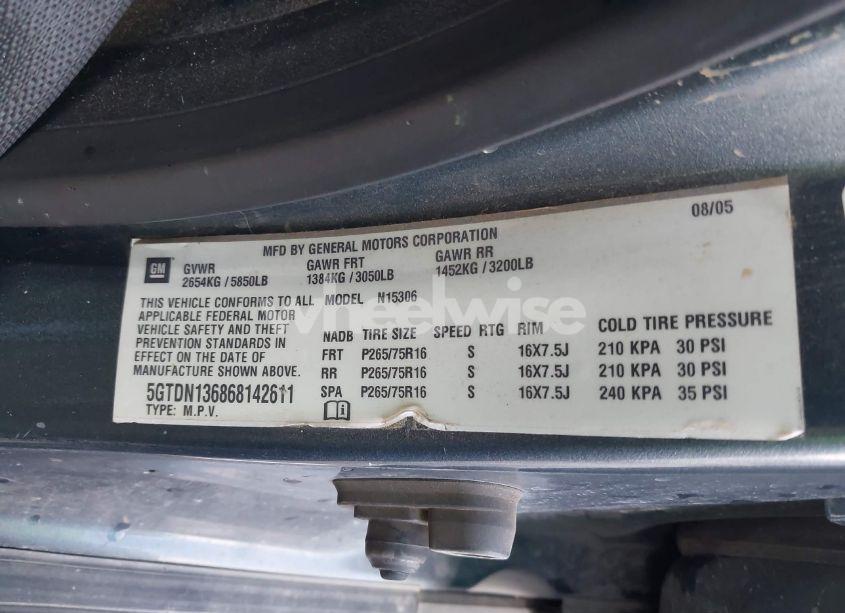 08/05
MFD BY GENERAL MOTORS CORPORATION
GM
GVWR GAWR FRT GAWR RR
2654KG / 5850LB 1384KG / 3050LB 1452KG / 3200LB
THIS VEHICLE CONFORMS TO ALL
APPLICABLE FEDERAL MOTOR
VEHICLE SAFETY AND THEFT
PREVENTION STANDARDS IN
EFFECT ON THE DATE OF
MANUFACTURE SHOWN ABOVE.
5GTDN136868142611
TYPE: M.P.V.
MODEL N15306
wheelwise
NADB TIRE SIZE SPEED RTG RIM COLD TIRE PRESSURE
FRT P265/75R16 S 16X7.5J 210 KPA 30 PSI
RR P265/75R16 S 16X7.5J 210 KPA 30 PSI
SPA P265/75R16 S 16X7.5J 240 KPA 35 PSI